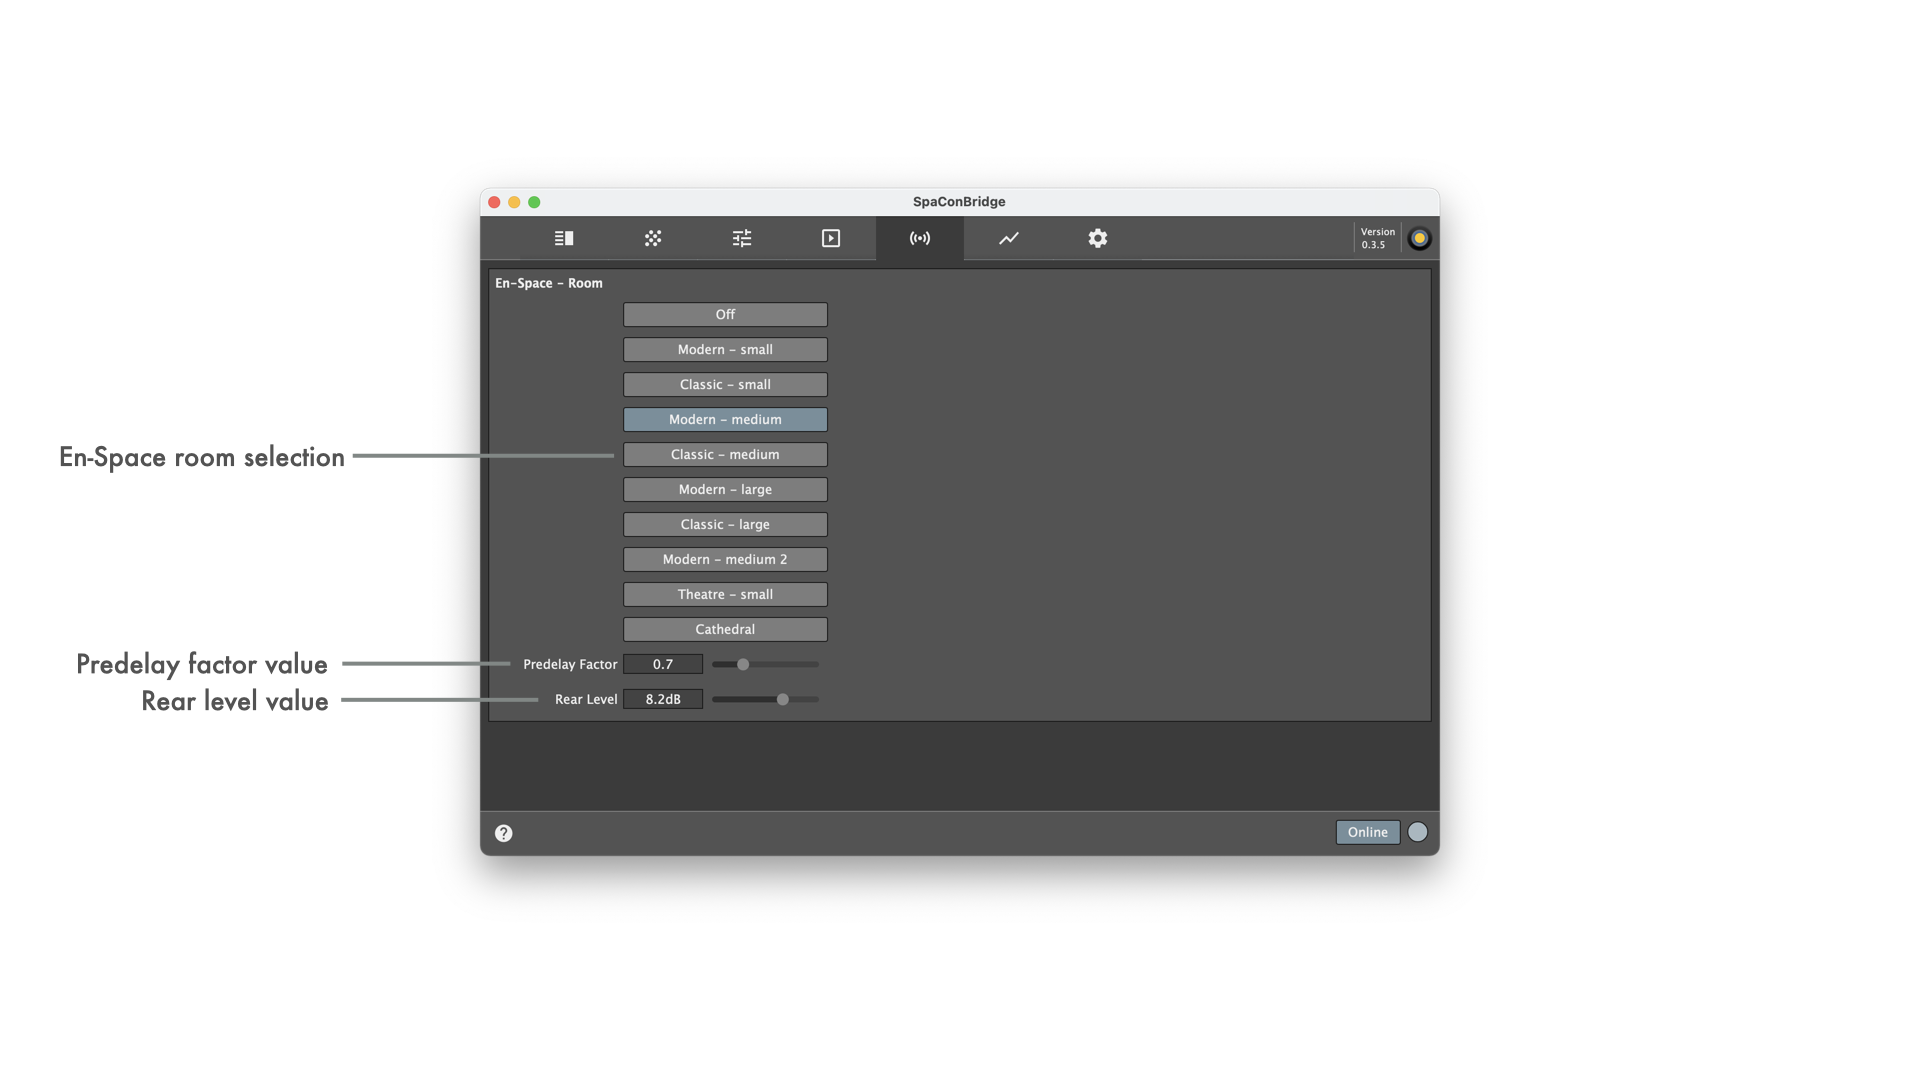 SpaConBridge
Version
0.3.5
En-Space - Room
Off
Modern - small
Classic - small
Modern - medium
En-Space room selection
Classic - medium
Modern - large
Classic - large
Modern - medium 2
Theatre - small
Cathedral
Predelay factor value
Predelay Factor
0.7
Rear level value
Rear Level
8.2dB
?
Online